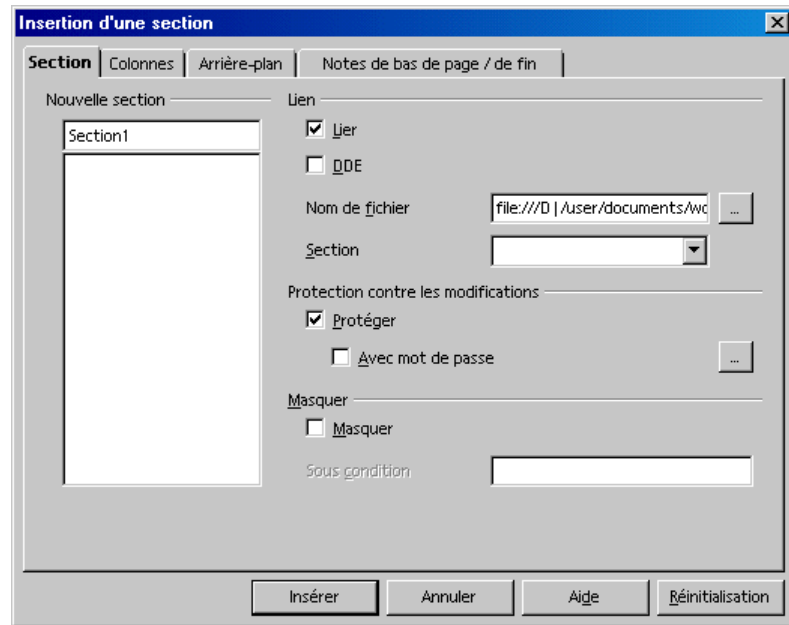 Insertion d'une section
Section Colonnes Arrière-plan Notes de bas de page / de fin
Nouvelle section
Section1
Lien
Lier
DDE
Nom de fichier file:///D|/user/documents/wc ...
Section
Protection contre les modifications
Protéger
Avec mot de passe ...
Masquer
Masquer
Sous condition
Insérer Annuler Aide Réinitialisation